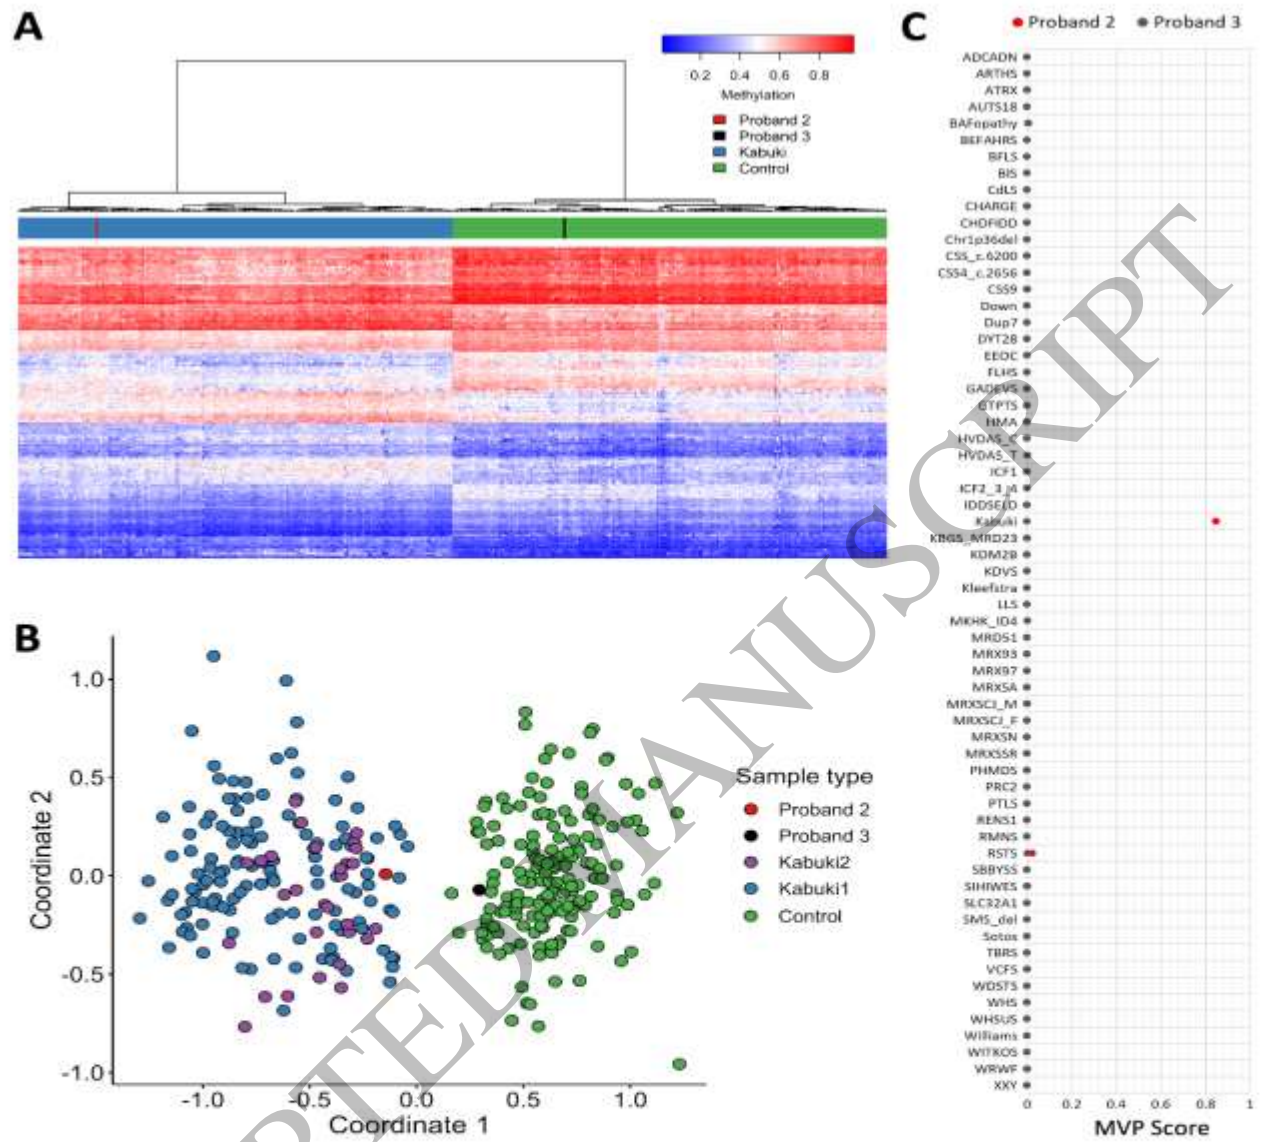 A
0.2 0.4 0.6 0.8
Methylation
Proband 2
Proband 3
Kabuki
Control
B
Coordinate 2
1.0
0.5
0.0
-0.5
-1.0
-1.0 -0.5 0.0 0.5 1.0
Coordinate 1
Sample type
Proband 2
Proband 3
Kabuki2
Kabuki1
Control
C
Proband 2 Proband 3
ADCADN
ARTHS
ATRX
AUTS18
BAFopathy
BEFAHRS
BFLS
BIS
CdLS
CHARGE
CHDFIDD
Chr1p36del
CSS_c.6200
CSS4_c.2656
CSS9
Down
Dup7
DYT28
EEOC
FLHS
GADEVS
GTPTS
HMA
HVDAS_C
HVDAS_T
ICF1
ICF2_3_4
IDDSELD
Kabuki
KBGS_MRD23
KDM2B
KDVS
Kleefstra
LLS
MKHK_ID4
MRD51
MRX93
MRX97
MRXSA
MRXSCJ_M
MRXSCJ_F
MRXSN
MRXSSR
PHMDS
PRC2
PTLS
RENS1
RMNS
RSTS
SBBYSS
SIHIWES
SLC32A1
SMS_del
Sotos
TBRS
VCFS
WDSTS
WHS
WHSUS
Williams
WITKOS
WRWF
XXY
0 0.2 0.4 0.6 0.8 1
MVP Score
PTED MANUSCRIPT